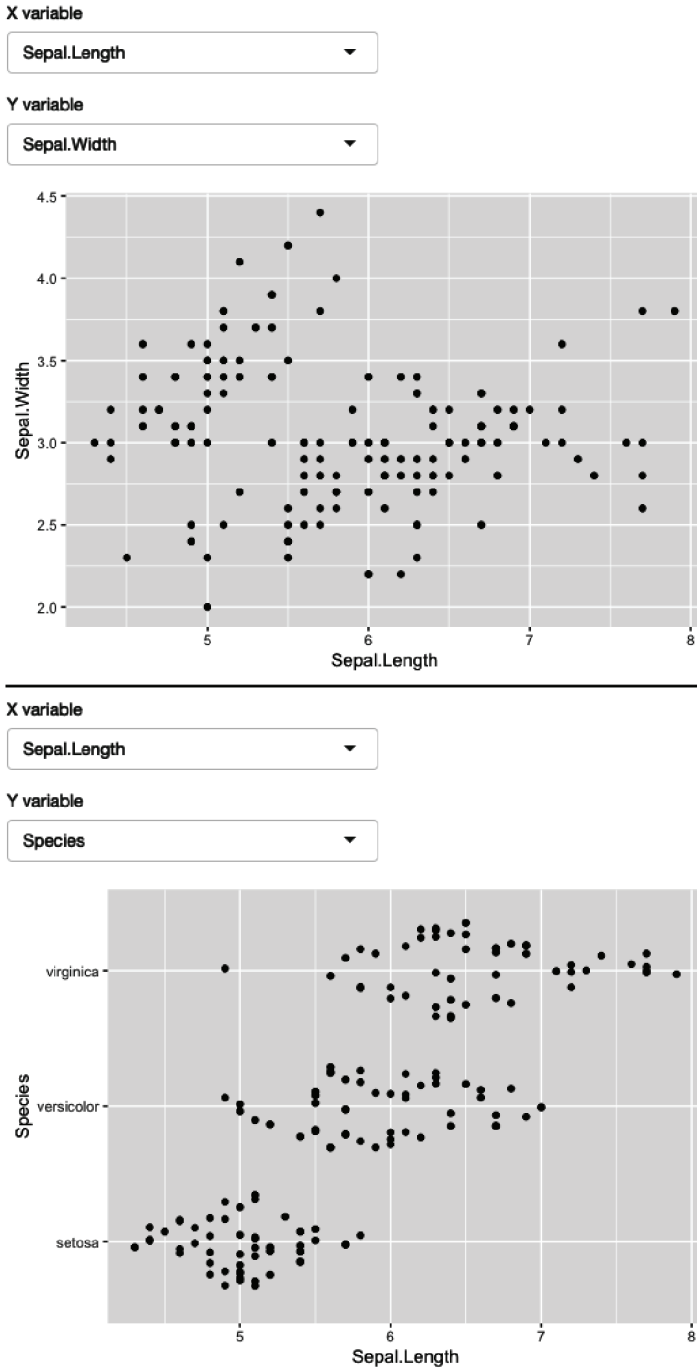 X variable
Sepal.Length
Y variable
Sepal.Width
4.5
4.0
3.5
3.0
2.5
2.0
Sepal.Width
5 6 7 8
Sepal.Length
X variable
Sepal.Length
Y variable
Species
virginica
versicolor
setosa
Species
5 6 7 8
Sepal.Length